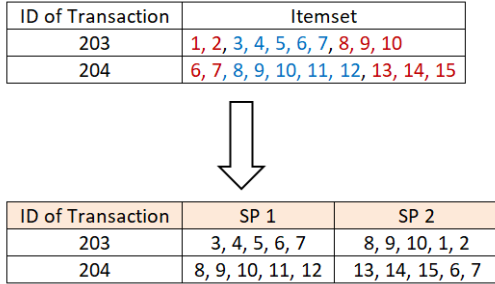 ID of Transaction Itemset
203 1, 2, 3, 4, 5, 6, 7, 8, 9, 10
204 6, 7, 8, 9, 10, 11, 12, 13, 14, 15
ID of Transaction SP 1 SP 2
203 3, 4, 5, 6, 7 8, 9, 10, 1, 2
204 8, 9, 10, 11, 12 13, 14, 15, 6, 7